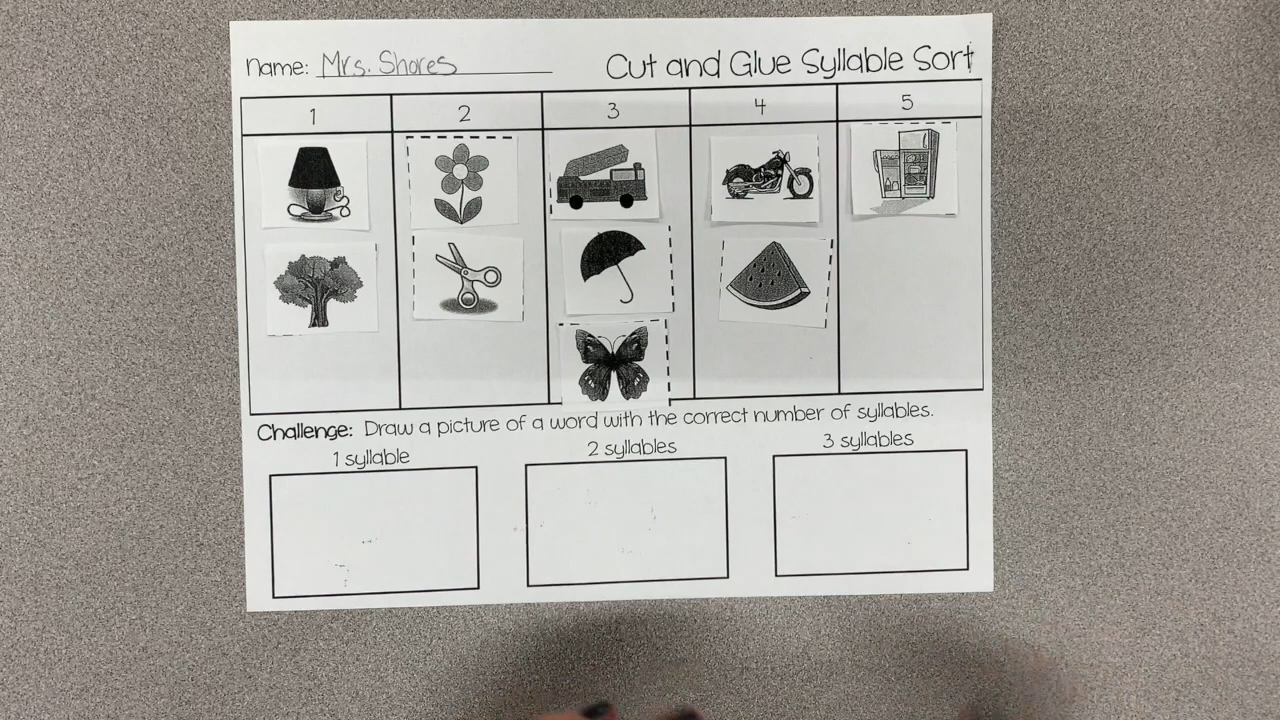 Name: Mrs. Shores
Cut and Glue Syllable Sort
1 2 3 4 5
Challenge: Draw a picture of a word with the correct number of syllables.
1 syllable 2 syllables 3 syllables